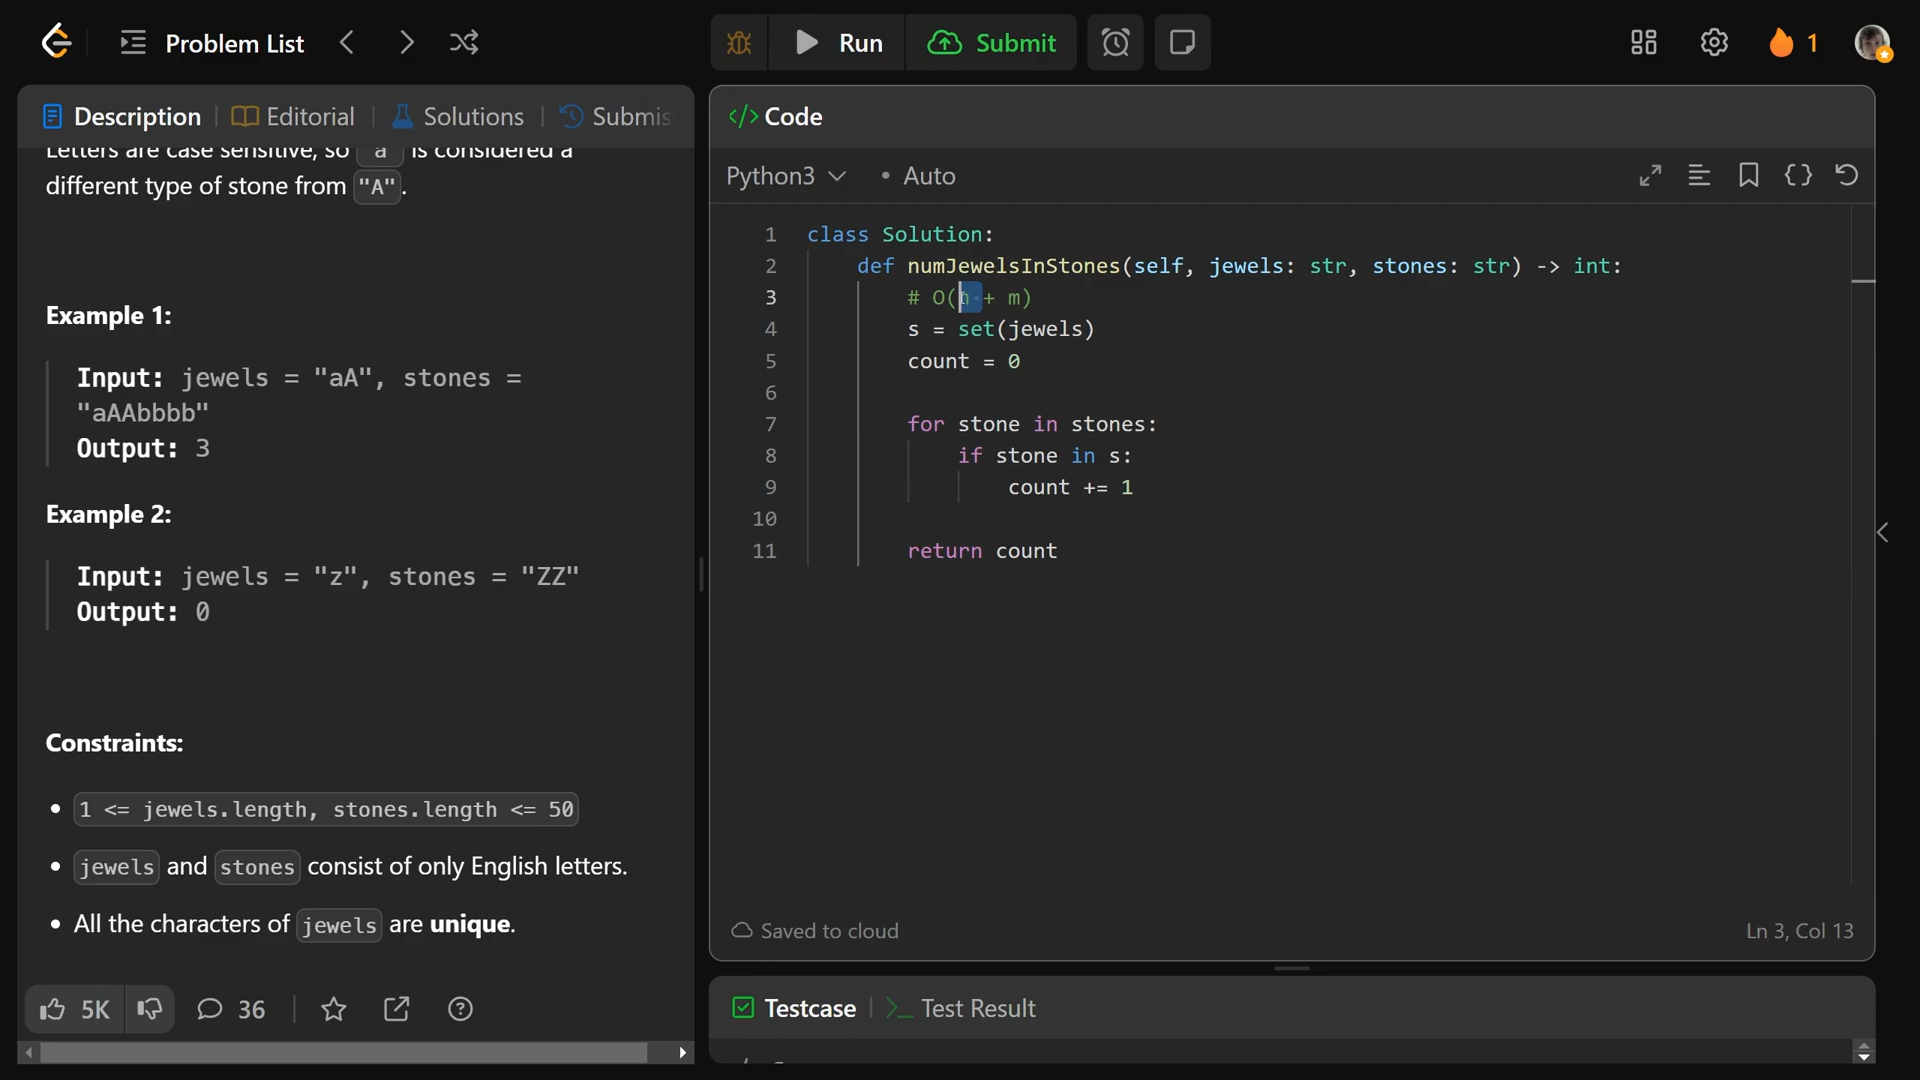 Problem List
Run
Submit
1
Description
Editorial
Solutions
Submis
Letters are case sensitive, so "a" is considered a
different type of stone from "A".
Example 1:
Input: jewels = "aA", stones =
"aAAbbbb"
Output: 3
Example 2:
Input: jewels = "z", stones = "ZZ"
Output: 0
Constraints:
1 <= jewels.length, stones.length <= 50
jewels and stones consist of only English letters.
All the characters of jewels are unique.
5K
36
</> Code
Python3
• Auto
1 class Solution:
2 def numJewelsInStones(self, jewels: str, stones: str) -> int:
3 # O(n + m)
4 s = set(jewels)
5 count = 0
6
7 for stone in stones:
8 if stone in s:
9 count += 1
10
11 return count
Saved to cloud
Ln 3, Col 13
Testcase
>_ Test Result